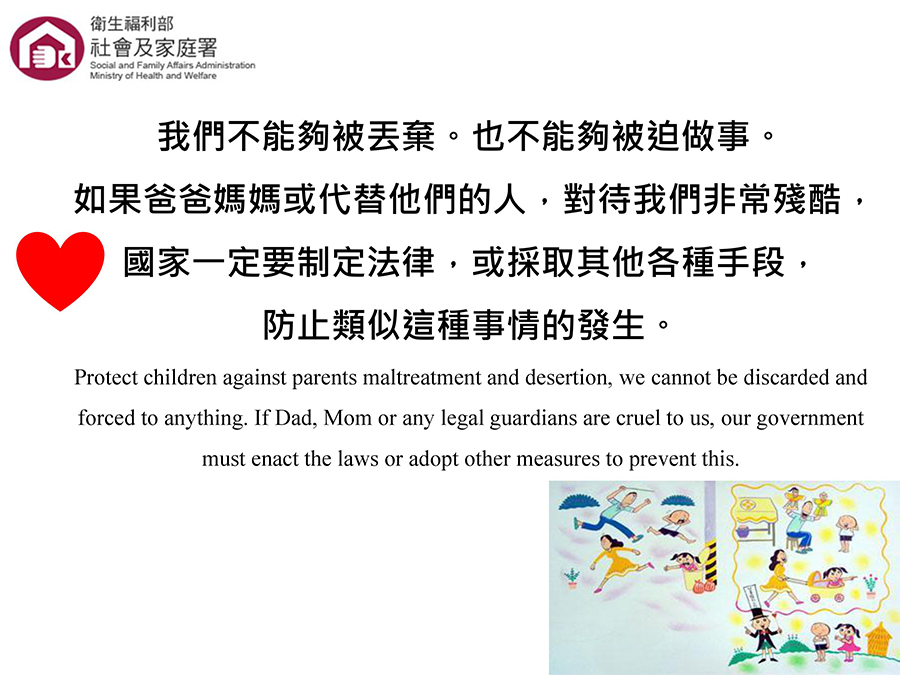 衛生福利部
社會及家庭署
Social and Family Affairs Administration
Ministry of Health and Welfare
我們不能夠被丟棄。也不能夠被迫做事。
如果爸爸媽媽或代替他們的人，對待我們非常殘酷，
國家一定要制定法律，或採取其他各種手段，
防止類似這種事情的發生。
Protect children against parents maltreatment and desertion, we cannot be discarded and
forced to anything. If Dad, Mom or any legal guardians are cruel to us, our government
must enact the laws or adopt other measures to prevent this.